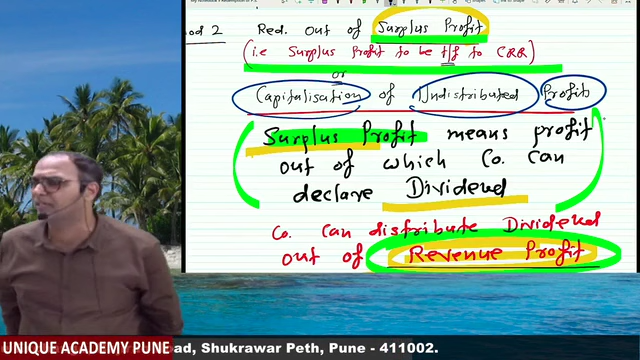 od 2 Red. Out of Surplus Profit
(i.e Surplus Profit to be t/f to CRR)
or
Capitalisation of Undistributed Profits
Surplus Profit means profit
out of which Co. Can
declare Dividend
Co. Can distribute Dividend
out of Revenue Profit
UNIQUE ACADEMY PUNE ad, Shukrawar Peth, Pune - 411002.